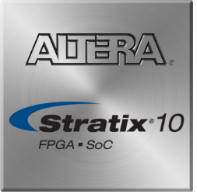 ALTERA®
Stratix® 10
FPGA ▪ SoC